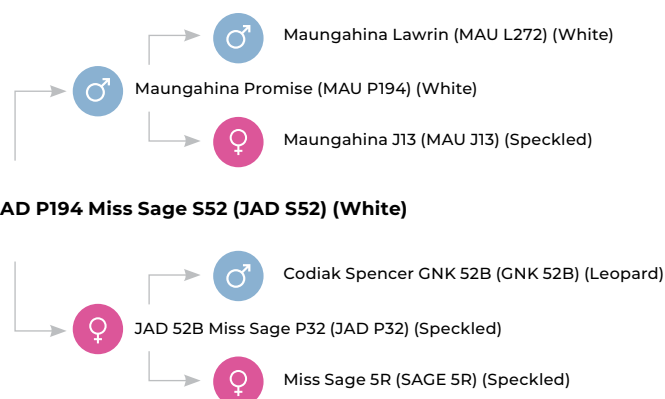 Maungahina Lawrin (MAU L272) (White)
Maungahina Promise (MAU P194) (White)
Maungahina J13 (MAU J13) (Speckled)
AD P194 Miss Sage S52 (JAD S52) (White)
Codiak Spencer GNK 52B (GNK 52B) (Leopard)
JAD 52B Miss Sage P32 (JAD P32) (Speckled)
Miss Sage 5R (SAGE 5R) (Speckled)